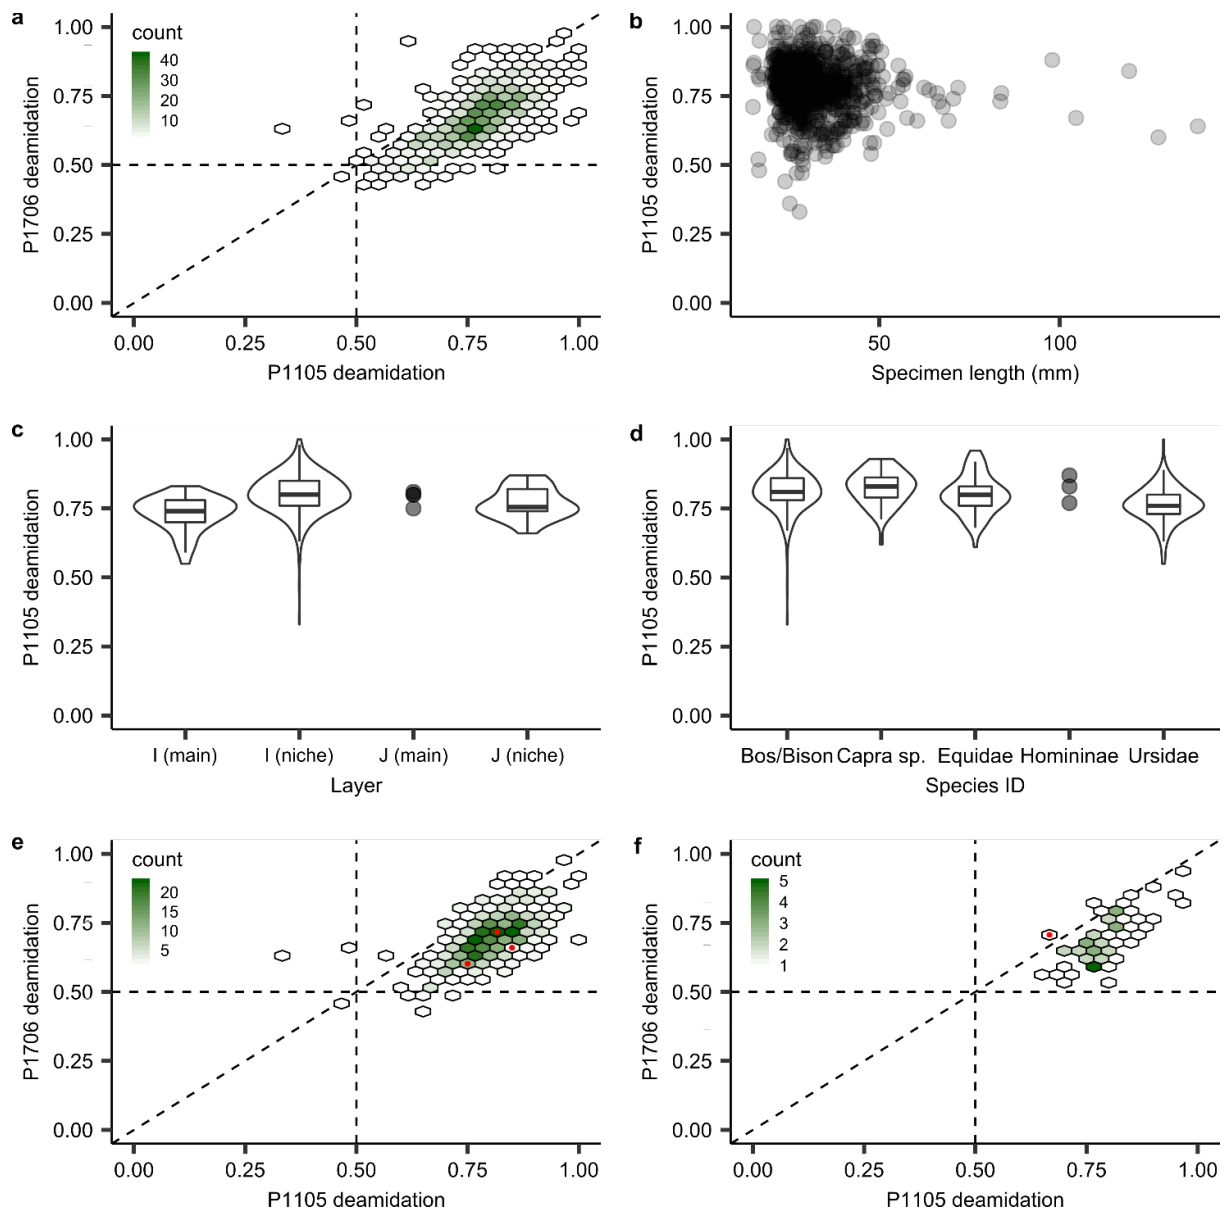 a
count
40
30
20
10
1.00
0.75
0.50
0.25
0.00
P1706 deamidation
0.00 0.25 0.50 0.75 1.00
P1105 deamidation
b
1.00
0.75
0.50
0.25
0.00
P1105 deamidation
50 100
Specimen length (mm)
c
1.00
0.75
0.50
0.25
0.00
P1105 deamidation
I (main) I (niche) J (main) J (niche)
Layer
d
1.00
0.75
0.50
0.25
0.00
P1105 deamidation
Bos/Bison Capra sp. Equidae Homininae Ursidae
Species ID
e
count
20
15
10
5
1.00
0.75
0.50
0.25
0.00
P1706 deamidation
0.00 0.25 0.50 0.75 1.00
P1105 deamidation
f
count
5
4
3
2
1
1.00
0.75
0.50
0.25
0.00
P1706 deamidation
0.00 0.25 0.50 0.75 1.00
P1105 deamidation